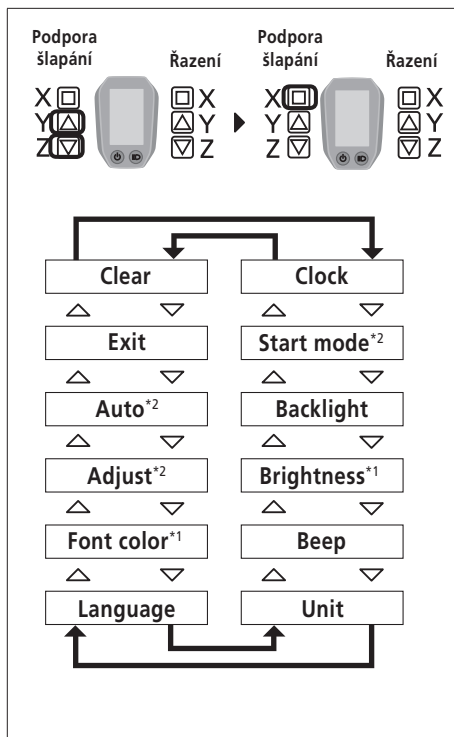 Podpora
šlapání
Řazení
X
Y
Z
X
Y
Z
Podpora
šlapání
Řazení
X
Y
Z
X
Y
Z
Clear
Exit
Auto*2
Adjust*2
Font color*1
Language
Clock
Start mode*2
Backlight
Brightness*1
Beep
Unit